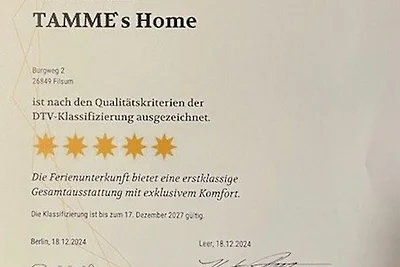 TAMME`s Home
Burgweg 2
26849 Filsum
ist nach den Qualitätskriterien der
DTV-Klassifizierung ausgezeichnet.
Die Ferienunterkunft bietet eine erstklassige
Gesamtausstattung mit exklusivem Komfort.
Die Klassifizierung ist bis zum 17. Dezember 2027 gültig.
Berlin, 18.12.2024
Leer, 18.12.2024